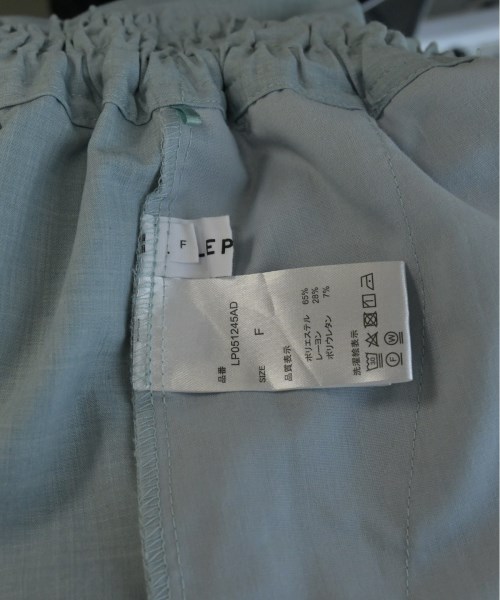 F
LEP
品番
LP051245AD
SIZE
F
品質表示
ポリエステル 65%
レーヨン 28%
ポリウレタン 7%
洗濯絵表示
30
W